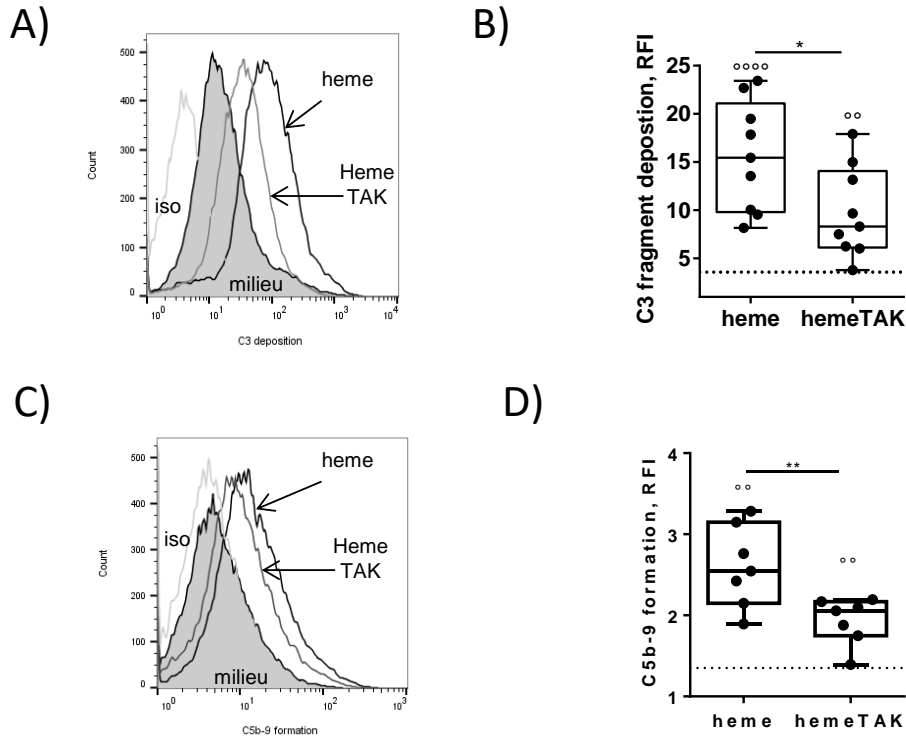 A)
500
400
300
200
100
0
Count
iso
heme
Heme
TAK
milieu
10^0 10^1 10^2 10^3 10^4
C3 deposition
B)
C3 fragment depostion, RFI
25
20
15
10
5
*
°°°°
°°
heme hemeTAK
C)
500
400
300
200
100
0
Count
iso
heme
Heme
TAK
milieu
10^0 10^1 10^2 10^3
C5b-9 formation
D)
C5b-9 formation, RFI
4
3
2
1
**
°°
°°
heme hemeTAK